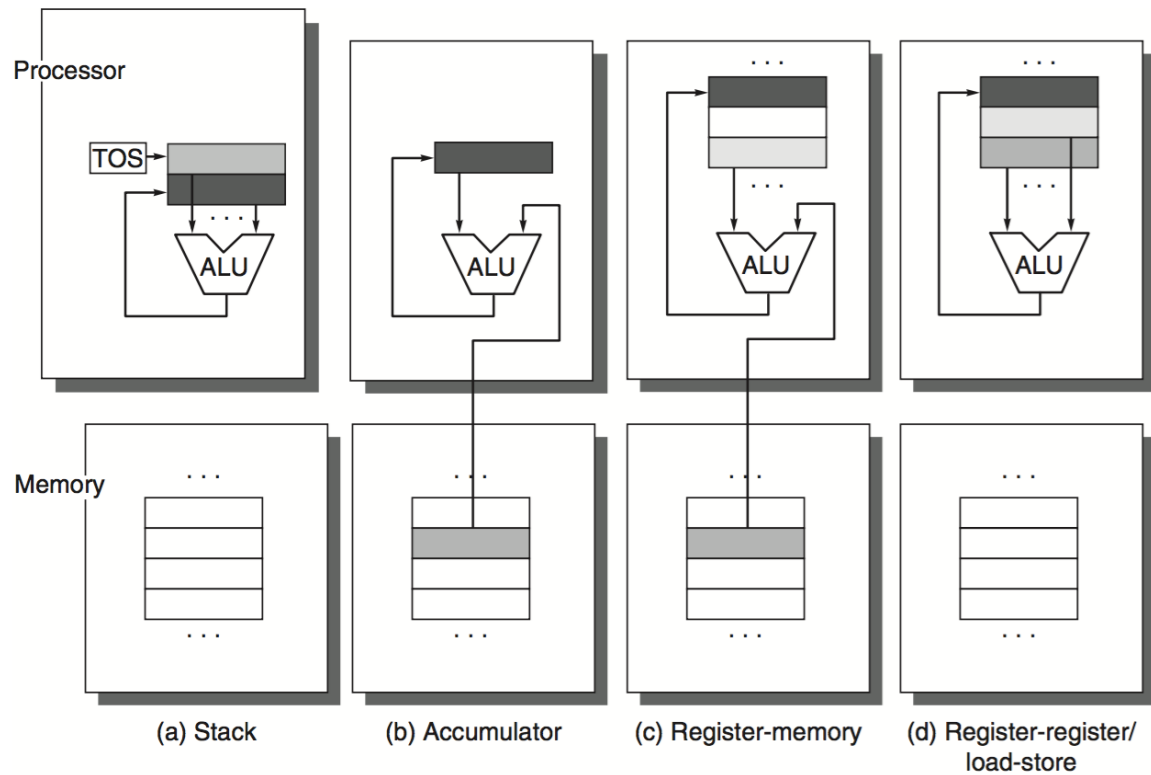 Processor
. . .
. . .
TOS
. . .
. . .
. . .
ALU
ALU
ALU
ALU
Memory
. . .
. . .
. . .
. . .
. . .
. . .
. . .
. . .
(a) Stack
(b) Accumulator
(c) Register-memory
(d) Register-register/
load-store